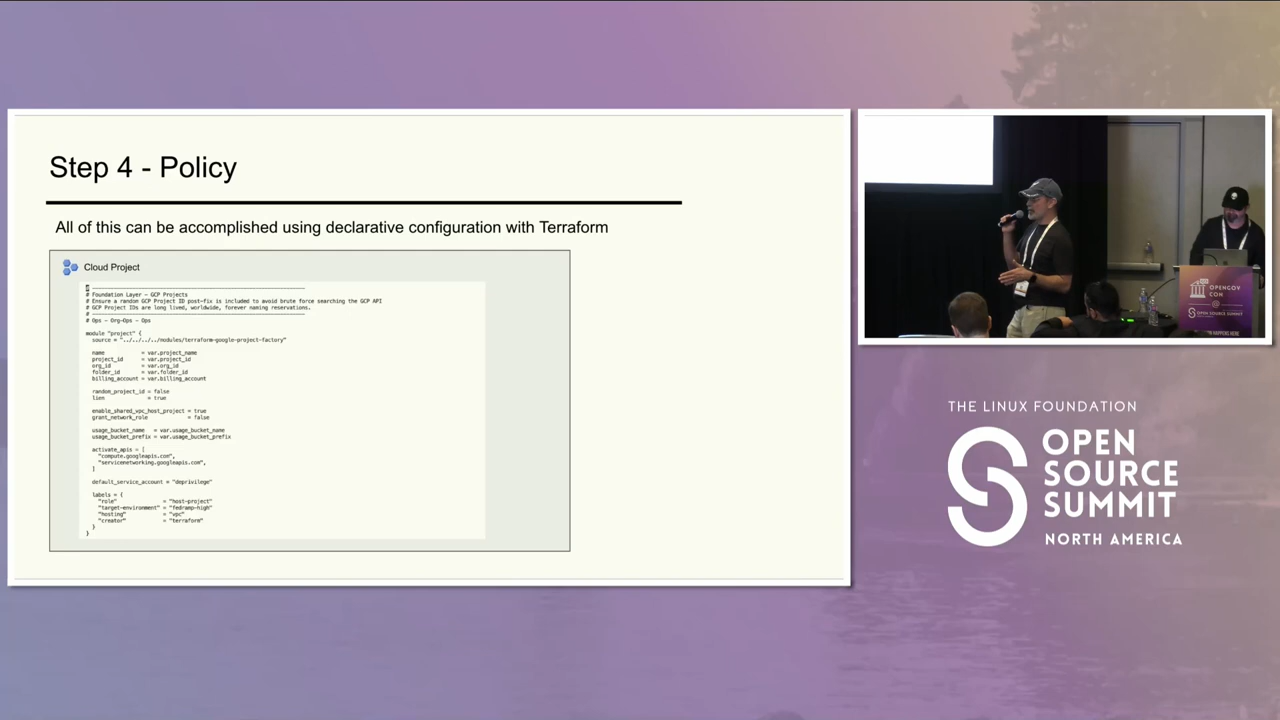 Step 4 - Policy
All of this can be accomplished using declarative configuration with Terraform
Cloud Project
# Foundation Layer - GCP Projects
# Ensure a randon GCP Project ID post-fix is included to avoid brute force searching the GCP API
# GCP Project IDs are long lived, worldwide, forever naming reservations.
# Ops - Org-Ops - Ops
module "project" {
source = "../../../../modules/terraform-google-project-factory"
name = var.project_name
project_id = var.project_id
org_id = var.org_id
folder_id = var.folder_id
billing_account = var.billing_account
random_project_id = false
lien = true
enable_shared_vpc_host_project = true
grant_network_role = false
usage_bucket_name = var.usage_bucket_name
usage_bucket_prefix = var.usage_bucket_prefix
activate_apis = [
"compute.googleapis.com",
"servicenetworking.googleapis.com",
]
default_service_account = "deprivilege"
labels = {
"role" = "host-project"
"target-environment" = "fedramp-high"
"hosting" = "vpc"
"creator" = "terraform"
}
}
OPENGOV
CON
@
OPEN SOURCE SUMMIT
THE LINUX FOUNDATION
OPEN
SOURCE
SUMMIT
NORTH AMERICA